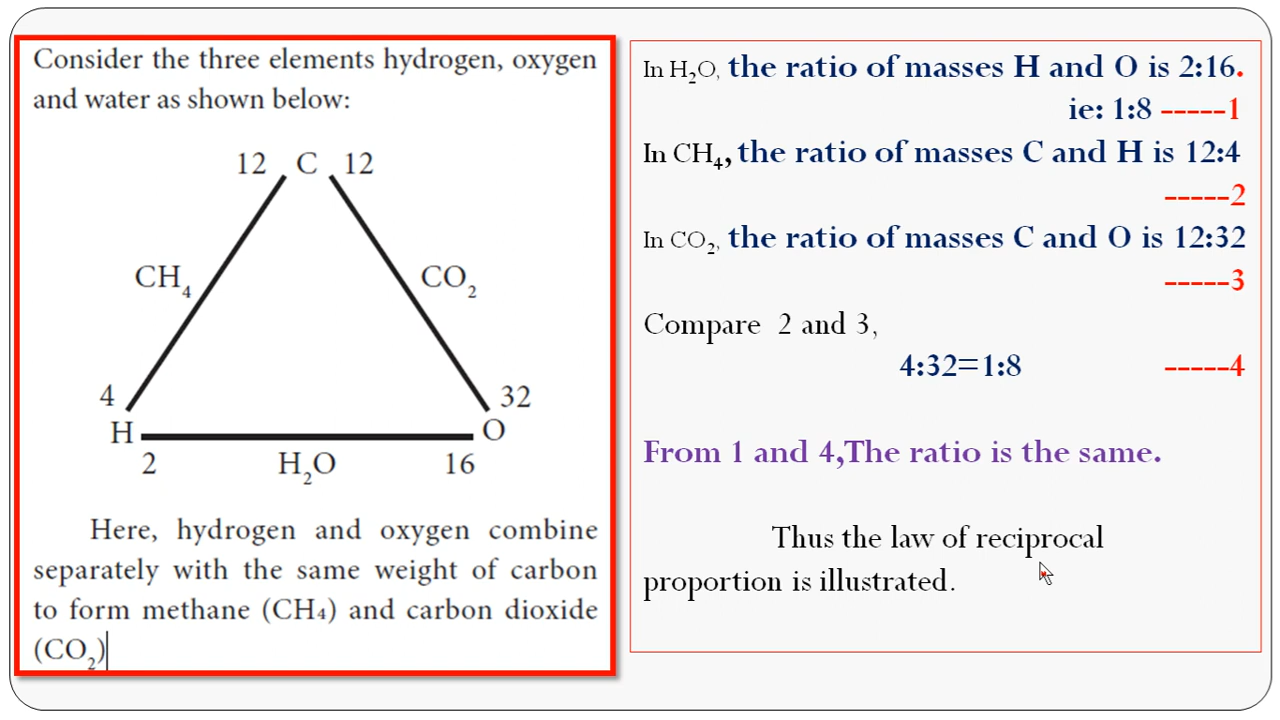 Consider the three elements hydrogen, oxygen
and water as shown below:
12 C 12
CH₄
CO₂
4
32
H
O
2
H₂O
16
Here, hydrogen and oxygen combine
separately with the same weight of carbon
to form methane (CH₄) and carbon dioxide
(CO₂)
In H₂O, the ratio of masses H and O is 2:16.
ie: 1:8 -----1
In CH₄, the ratio of masses C and H is 12:4
-----2
In CO₂, the ratio of masses C and O is 12:32
-----3
Compare 2 and 3,
4:32=1:8 -----4
From 1 and 4,The ratio is the same.
Thus the law of reciprocal
proportion is illustrated.